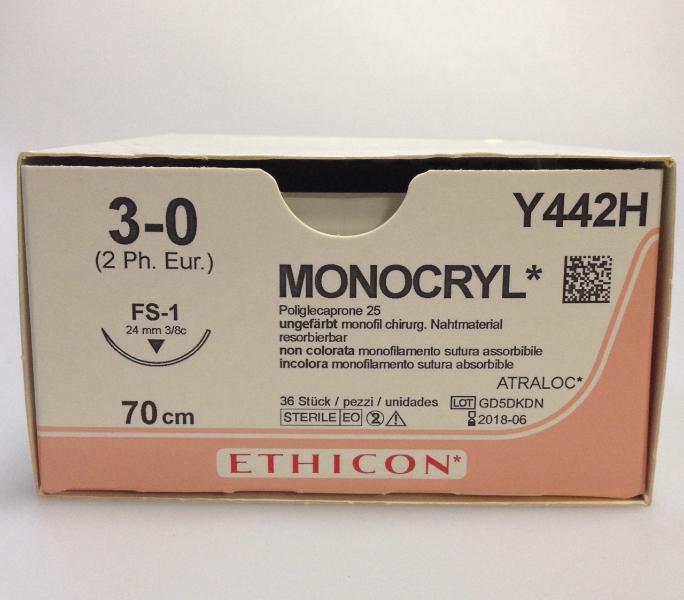 3-0
(2 Ph. Eur.)
Y442H
MONOCRYL*
FS-1
24 mm 3/8c
Poliglecaprone 25
ungefärbt monofil chirurg. Nahtmaterial
resorbierbar
non colorata monofilamento sutura assorbibile
incolora monofilamento sutura absorbible
ATRALOC*
70 cm
36 Stück / pezzi / unidades
LOT GD5DKDN
STERILE EO 2
2018-06
ETHICON*